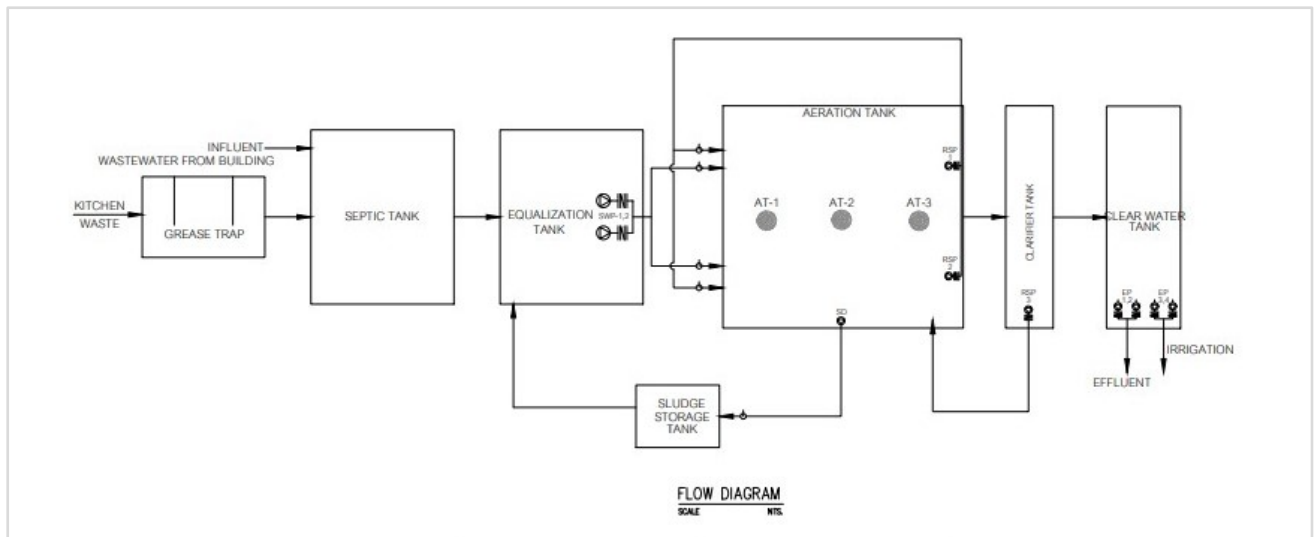 INFLUENT
WASTEWATER FROM BUILDING
KITCHEN
WASTE
GREASE TRAP
SEPTIC TANK
EQUALIZATION
TANK
SWP-1,2
AERATION TANK
AT-1
AT-2
AT-3
RSP
1
RSP
2
SD
SLUDGE
STORAGE
TANK
CLARIFIER TANK
RSP
3
CLEAR WATER
TANK
EP
1,2
EP
3,4
EFFLUENT
IRRIGATION
FLOW DIAGRAM
SCALE NTS.